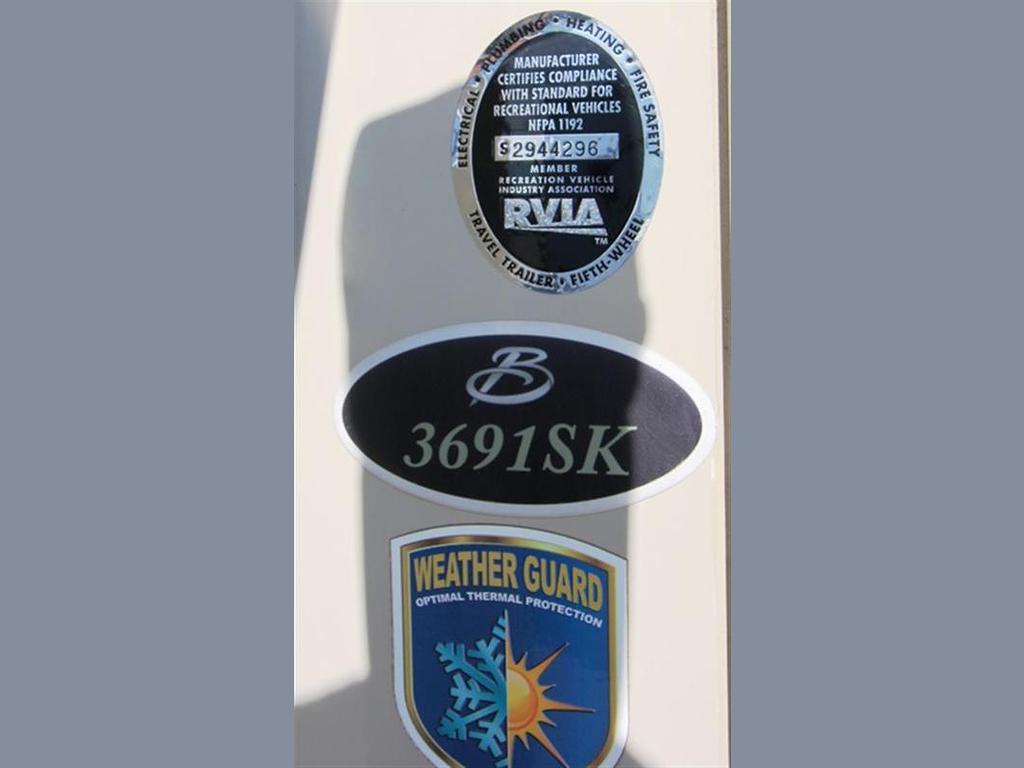 ELECTRICAL • PLUMBING • HEATING • FIRE SAFETY
MANUFACTURER
CERTIFIES COMPLIANCE
WITH STANDARD FOR
RECREATIONAL VEHICLES
NFPA 1192
S2944296
MEMBER
RECREATION VEHICLE
INDUSTRY ASSOCIATION
RVIA
TM
TRAVEL TRAILER • FIFTH-WHEEL
B
3691SK
WEATHER GUARD
OPTIMAL THERMAL PROTECTION